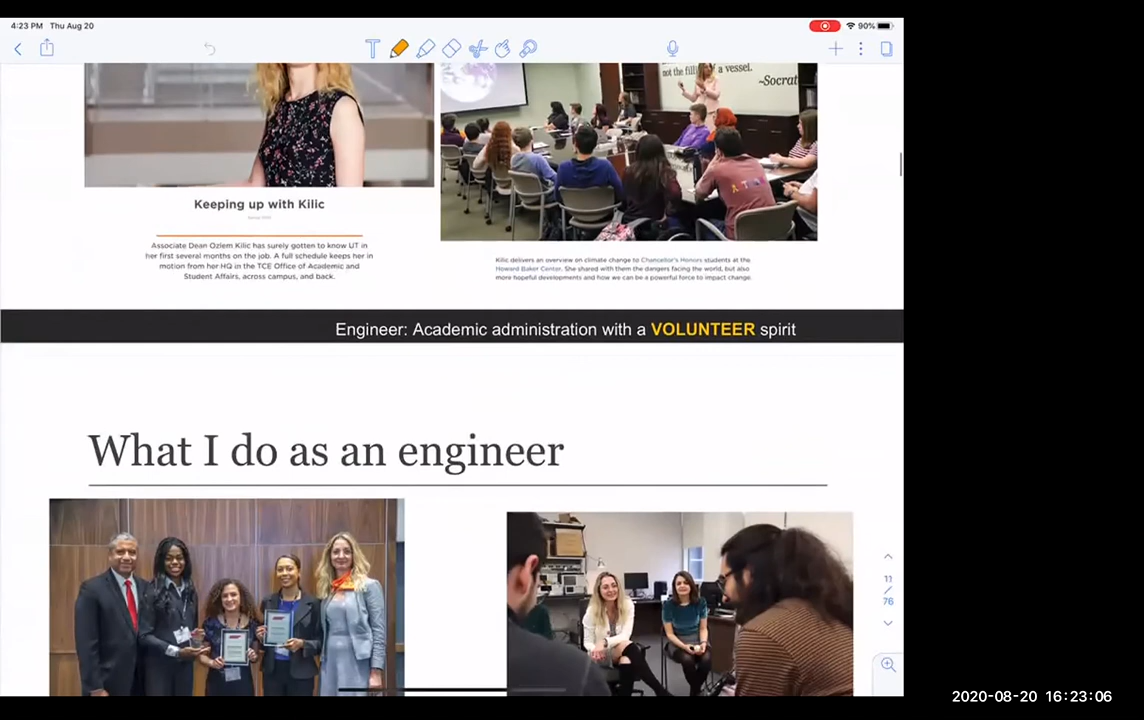 4:23 PM Thu Aug 20
90%
not the filling of a vessel.
~Socrat
Keeping up with Kilic
Associate Dean Ozlem Kilic has surely gotten to know UT in
her first several months on the job. A full schedule keeps her in
motion from her HQ in the TCE Office of Academic and
Student Affairs, across campus, and back.
Kilic delivers an overview on climate change to Chancellor's Honors students at the
Howard Baker Center. She shared with them the dangers facing the world, but also
more hopeful developments and how we can be a powerful force to impact change.
Engineer: Academic administration with a VOLUNTEER spirit
What I do as an engineer
11
/
76
2020-08-20 16:23:06